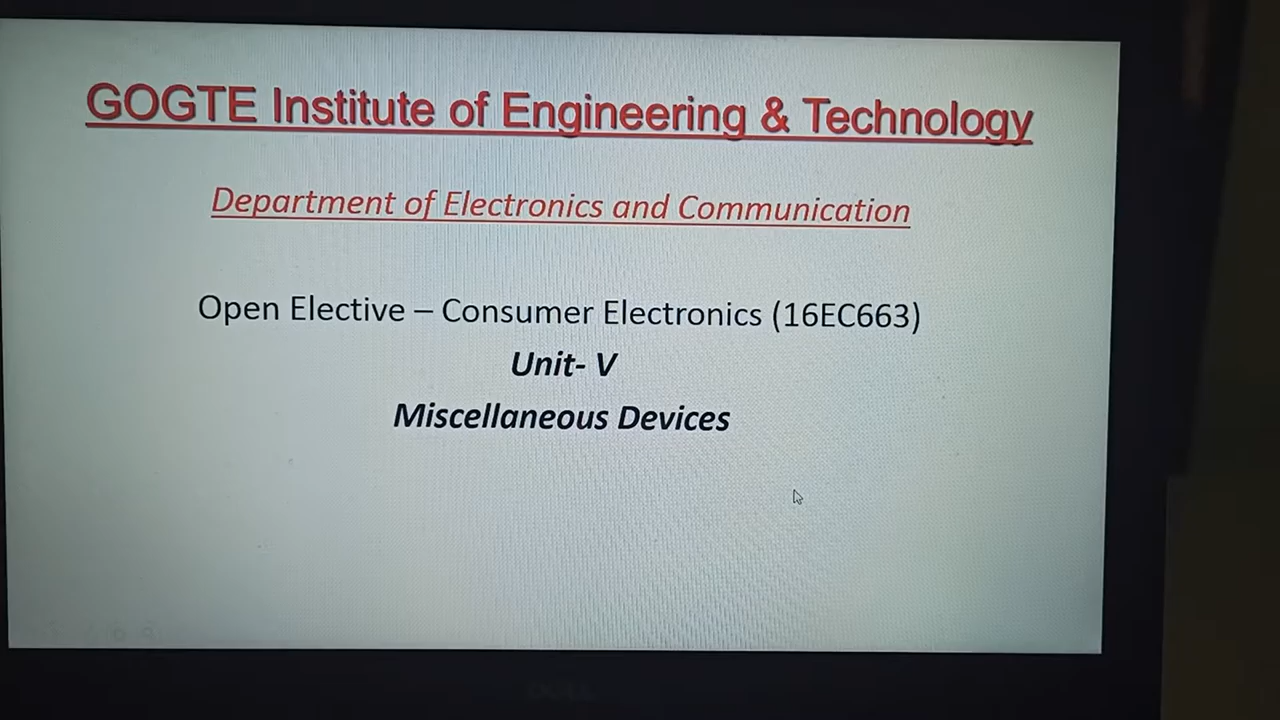 GOGTE Institute of Engineering & Technology
Department of Electronics and Communication
Open Elective – Consumer Electronics (16EC663)
Unit- V
Miscellaneous Devices